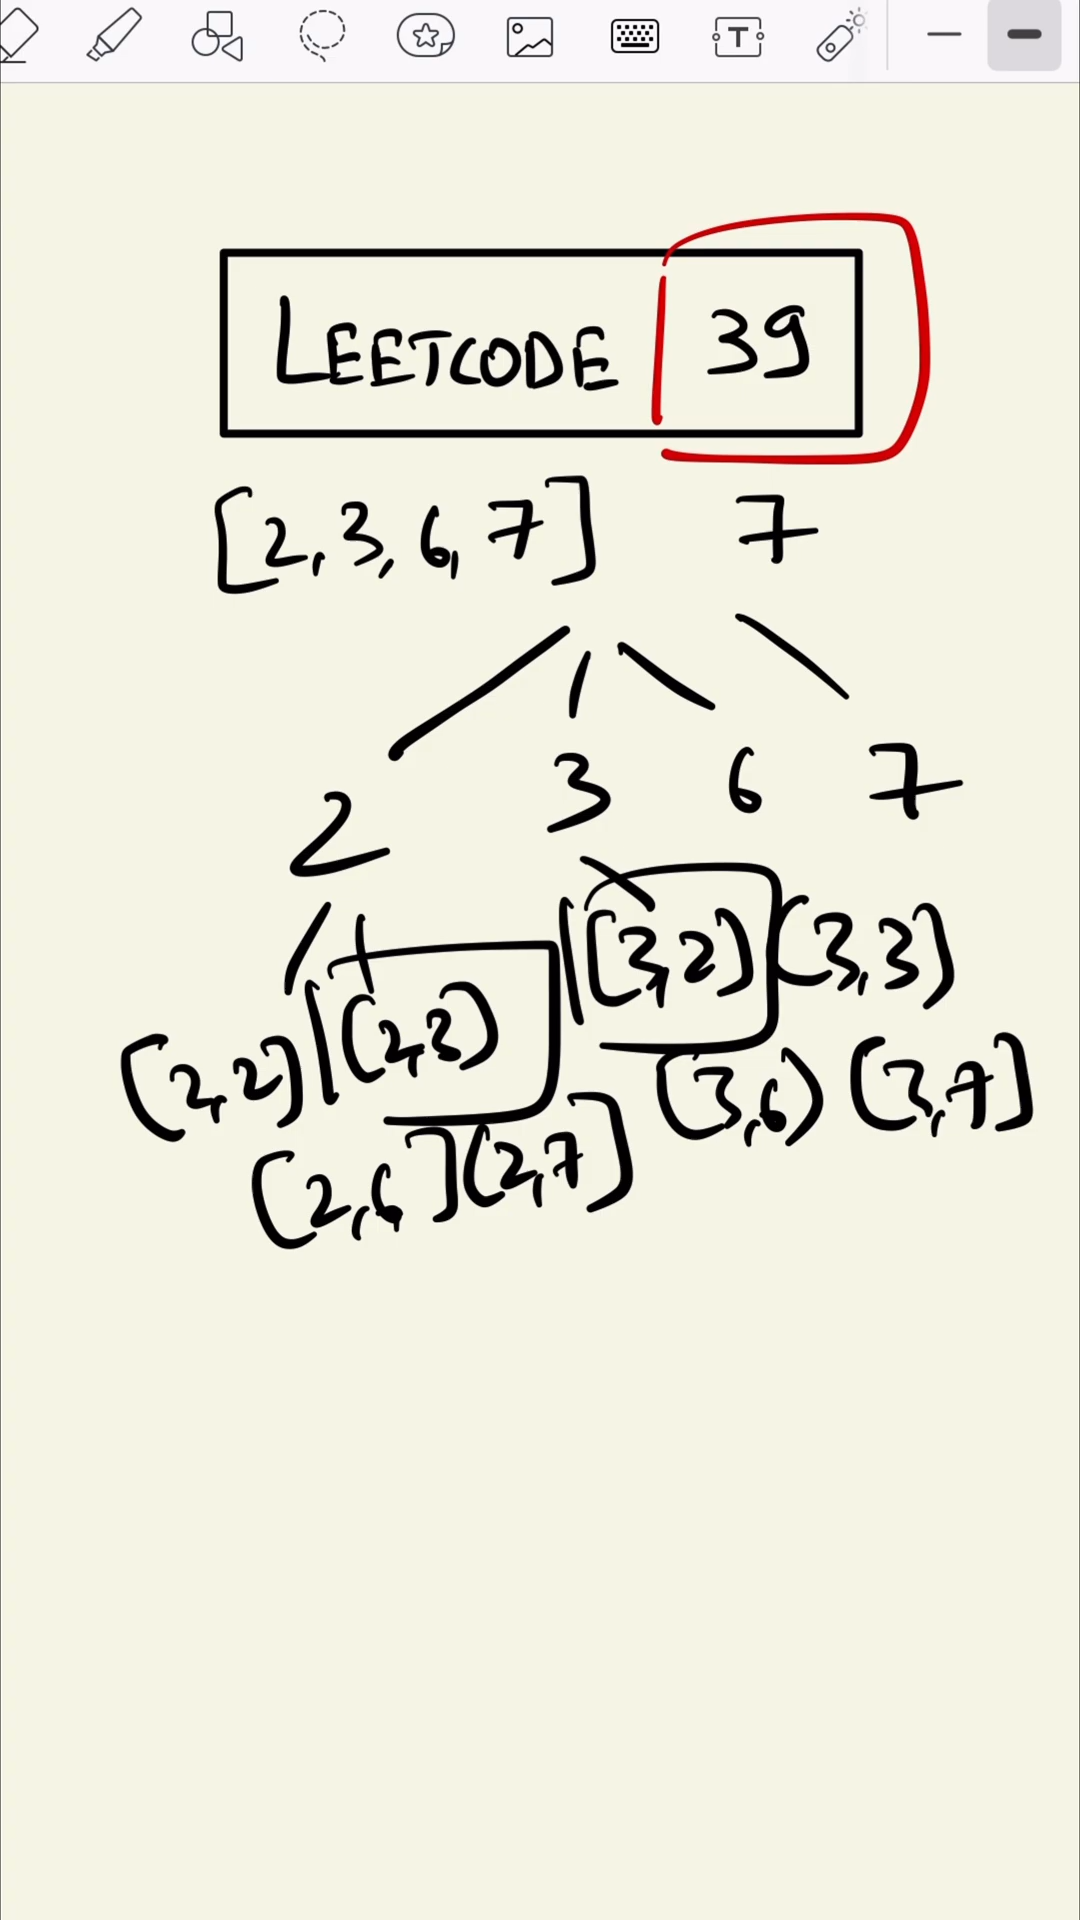 LEETCODE 39
[2, 3, 6, 7] 7
2 3 6 7
[2,2] [2,3) [3,2] (3,3)
[2,6] [2,7] (3,6) [3,7]